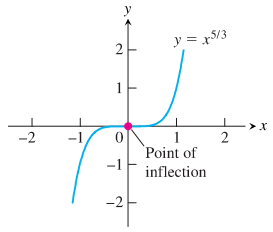 y
y = x^{5/3}
2
1
−2 −1 0 1 2 x
Point of
inflection
−1
−2